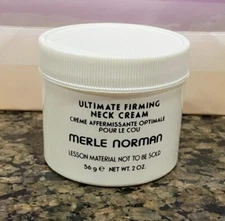 ULTIMATE FIRMING
NECK CREAM
CRÈME AFFERMISSANTE OPTIMALE
POUR LE COU
MERLE NORMAN
LESSON MATERIAL NOT TO BE SOLD
56 g e NET WT. 2 OZ.